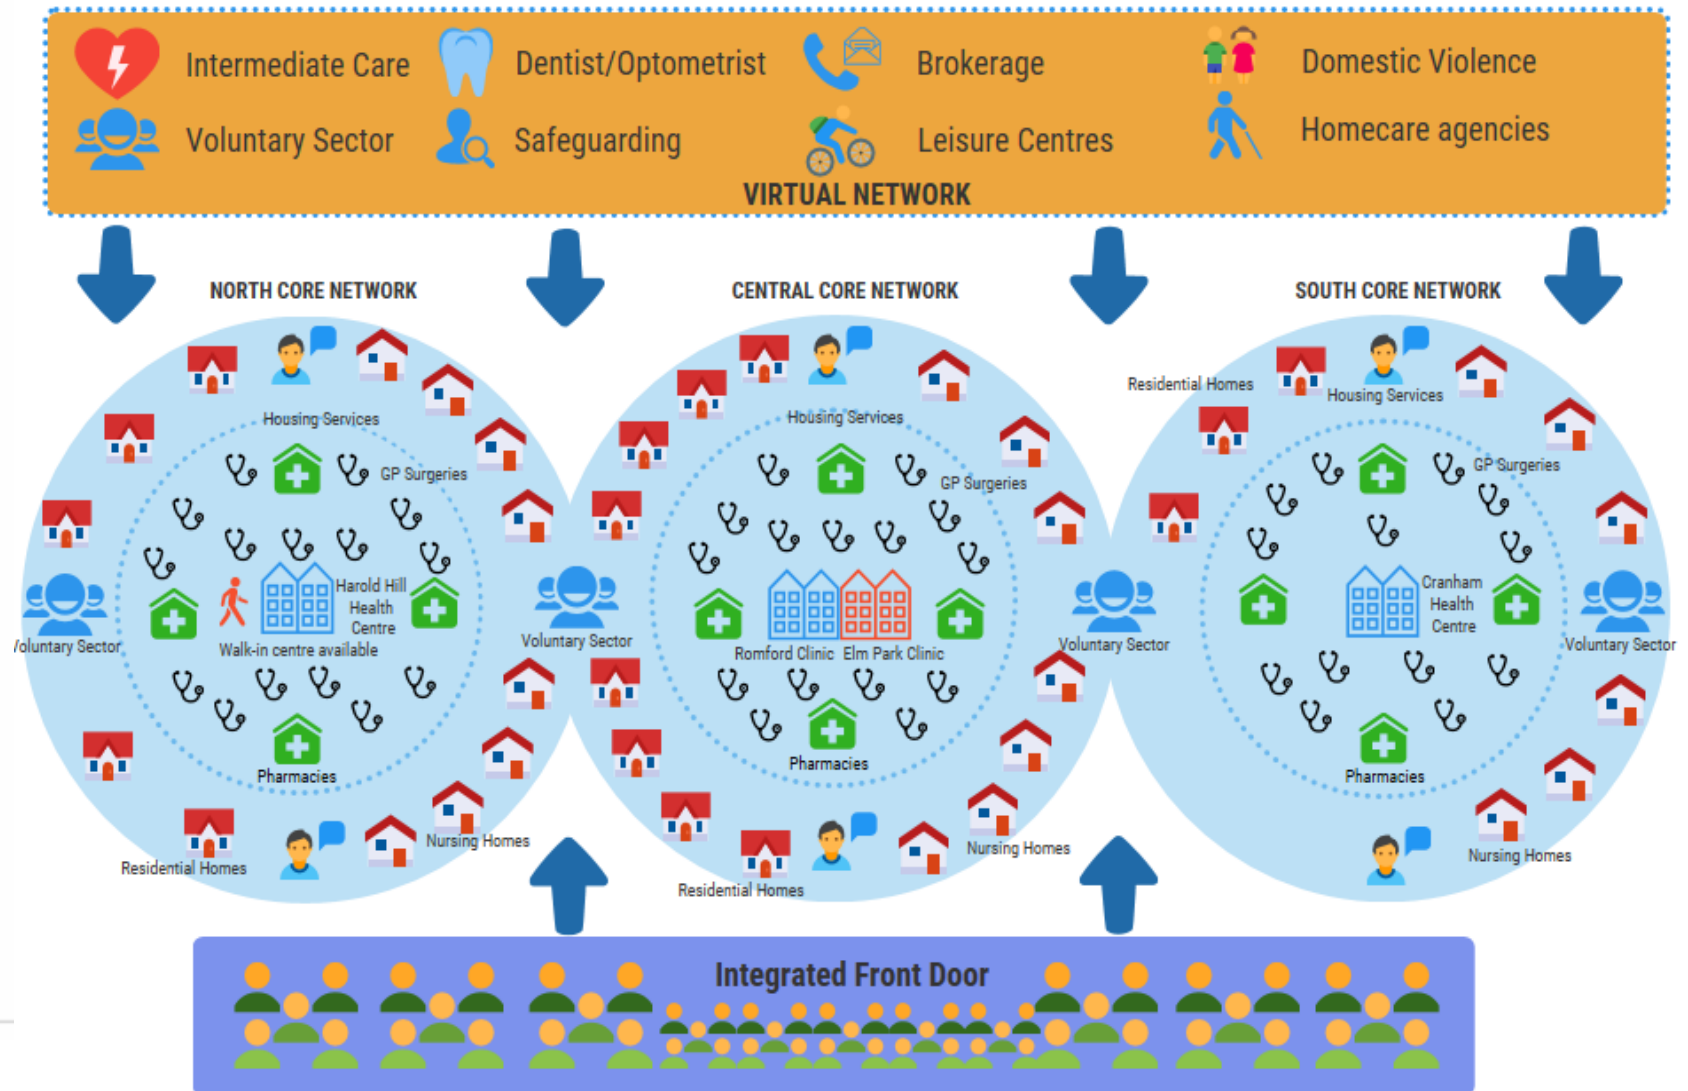 Intermediate Care
Dentist/Optometrist
Brokerage
Domestic Violence
Voluntary Sector
Safeguarding
Leisure Centres
Homecare agencies
VIRTUAL NETWORK
NORTH CORE NETWORK
CENTRAL CORE NETWORK
SOUTH CORE NETWORK
Housing Services
GP Surgeries
Harold Hill
Health
Centre
Walk-in centre available
Voluntary Sector
Pharmacies
Residential Homes
Nursing Homes
Voluntary Sector
Housing Services
GP Surgeries
Romford Clinic
Elm Park Clinic
Pharmacies
Residential Homes
Nursing Homes
Voluntary Sector
Residential Homes
Housing Services
GP Surgeries
Cranham
Health
Centre
Voluntary Sector
Pharmacies
Nursing Homes
Integrated Front Door